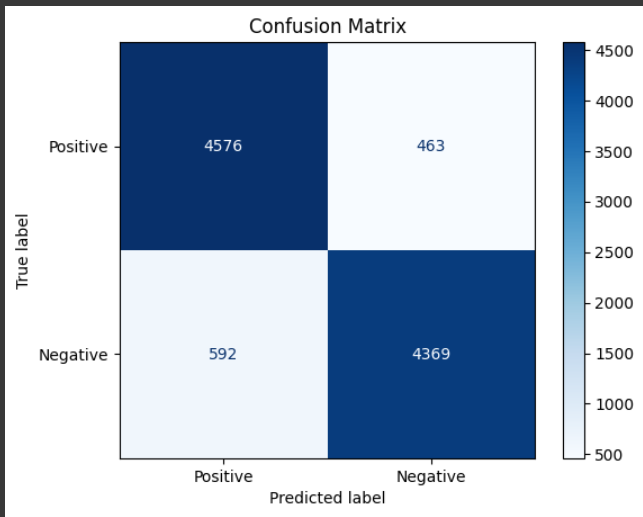 Confusion Matrix
Positive
4576
463
Negative
592
4369
True label
Positive
Negative
Predicted label
4500
4000
3500
3000
2500
2000
1500
1000
500